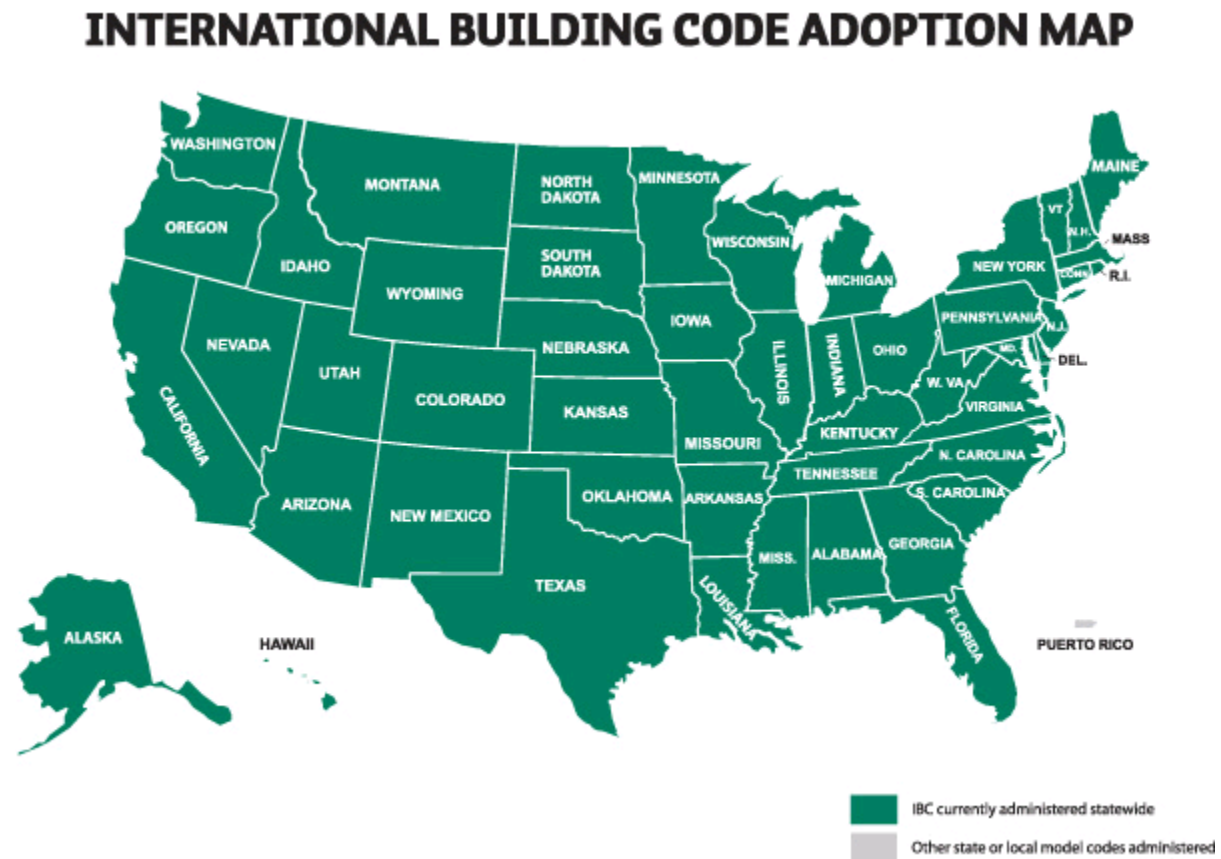 INTERNATIONAL BUILDING CODE ADOPTION MAP
WASHINGTON
MONTANA
NORTH
DAKOTA
MINNESOTA
MAINE
OREGON
IDAHO
SOUTH
DAKOTA
WISCONSIN
MICHIGAN
VT
N.H.
MASS
NEW YORK
CONN
R.I.
WYOMING
IOWA
PENNSYLVANIA
N.J.
NEVADA
UTAH
COLORADO
NEBRASKA
ILLINOIS
INDIANA
OHIO
MD.
DEL.
W. VA
VIRGINIA
CALIFORNIA
KANSAS
MISSOURI
KENTUCKY
N. CAROLINA
TENNESSEE
S. CAROLINA
ARIZONA
NEW MEXICO
OKLAHOMA
ARKANSAS
MISS.
ALABAMA
GEORGIA
TEXAS
LOUISIANA
FLORIDA
ALASKA
HAWAII
PUERTO RICO
IBC currently administered statewide
Other state or local model codes administered